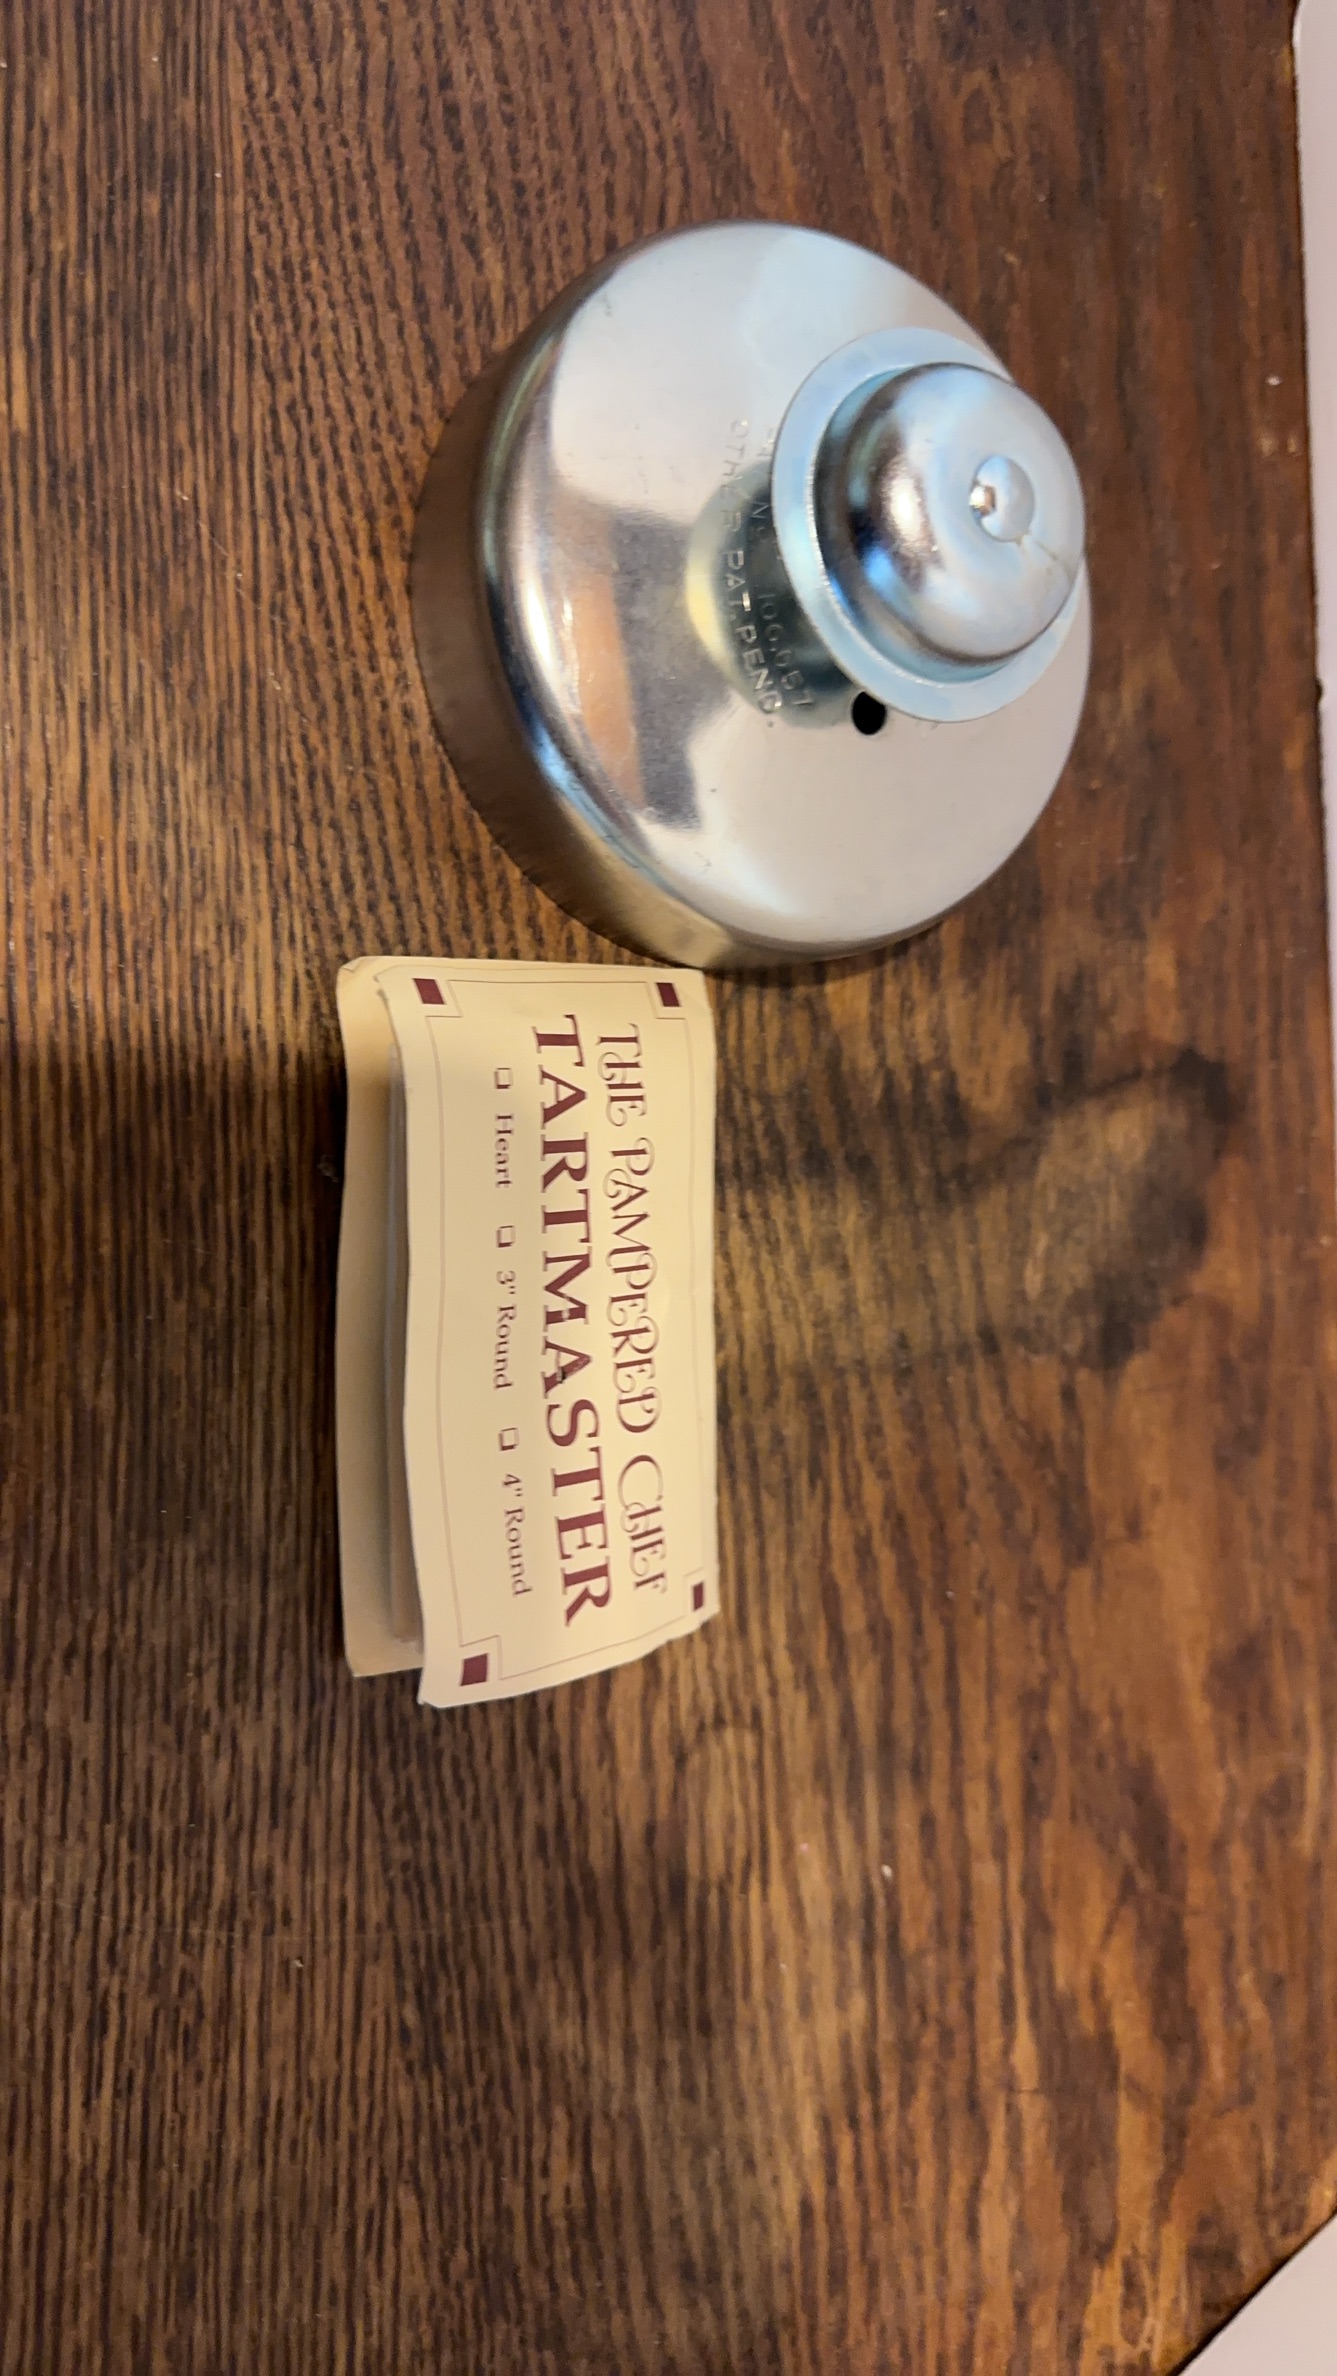 THE PAMPERED CHEF
TARTMASTER
☐ Heart ☐ 3" Round ☐ 4" Round
OTHER PAT. PEND.